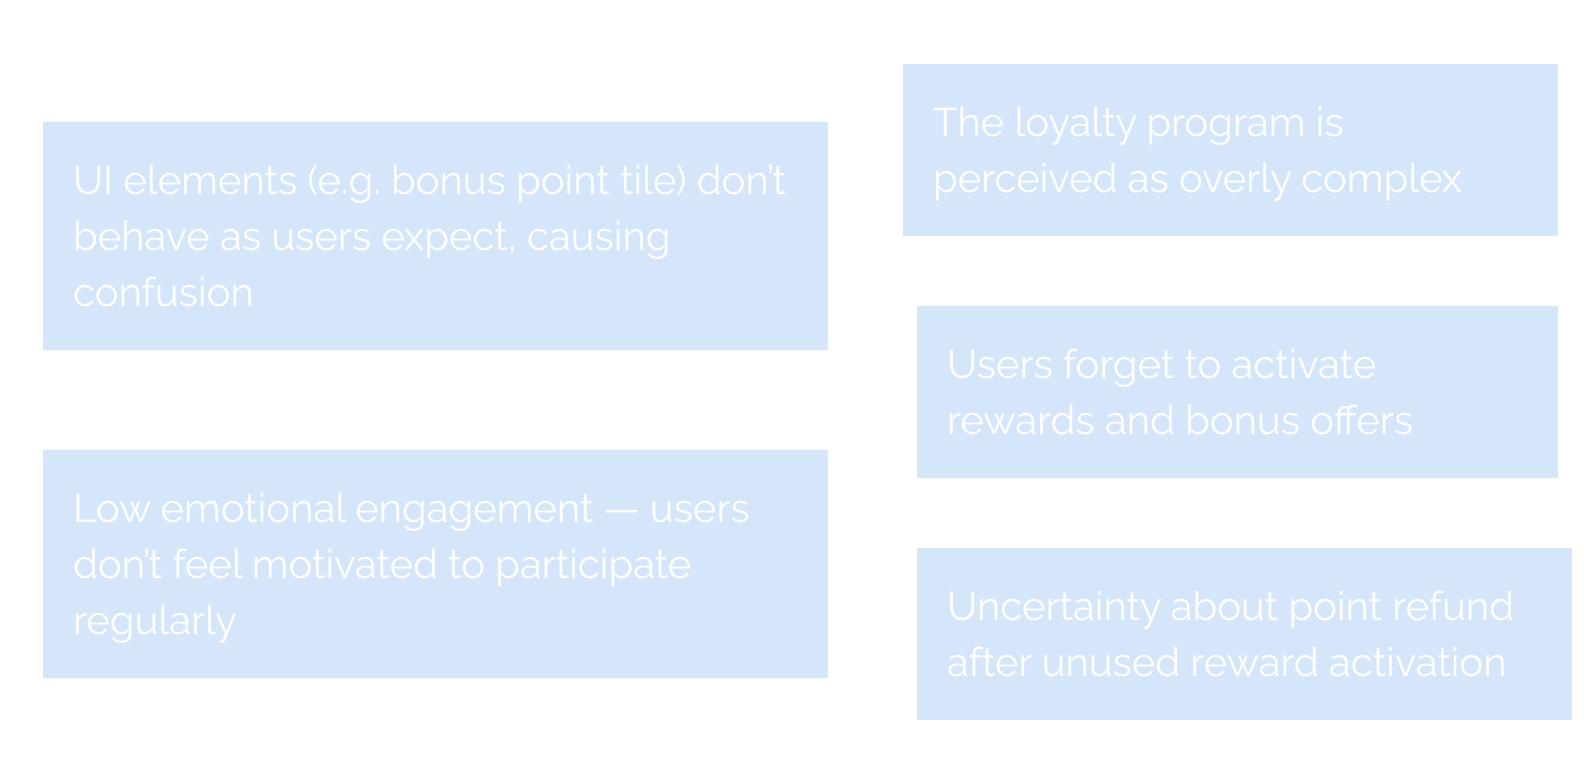 UI elements (e.g. bonus point tile) don’t
behave as users expect, causing
confusion
Low emotional engagement — users
don’t feel motivated to participate
regularly
The loyalty program is
perceived as overly complex
Users forget to activate
rewards and bonus offers
Uncertainty about point refund
after unused reward activation